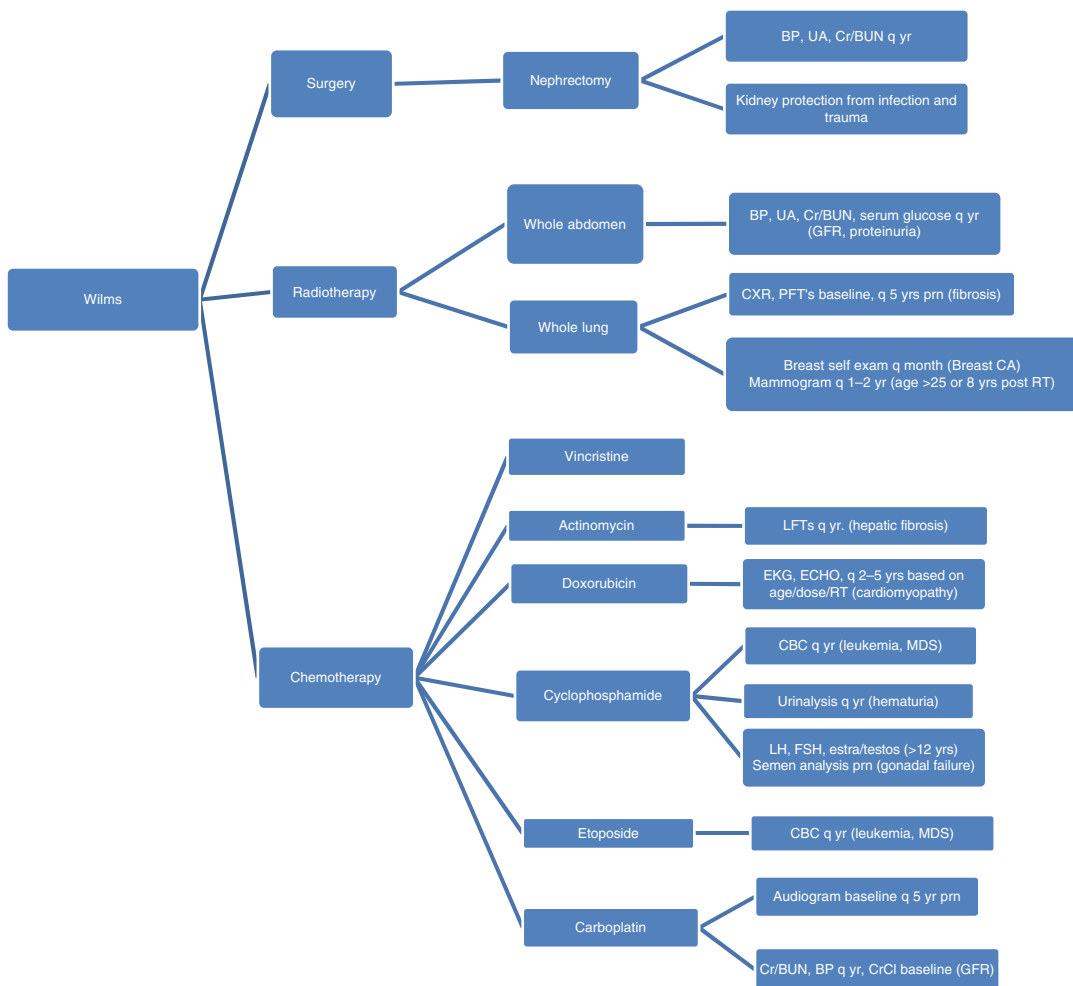 Wilms
Surgery
Nephrectomy
BP, UA, Cr/BUN q yr
Kidney protection from infection and
trauma
Radiotherapy
Whole abdomen
BP, UA, Cr/BUN, serum glucose q yr
(GFR, proteinuria)
Whole lung
CXR, PFT's baseline, q 5 yrs prn (fibrosis)
Breast self exam q month (Breast CA)
Mammogram q 1–2 yr (age >25 or 8 yrs post RT)
Chemotherapy
Vincristine
Actinomycin
LFTs q yr. (hepatic fibrosis)
Doxorubicin
EKG, ECHO, q 2–5 yrs based on
age/dose/RT (cardiomyopathy)
Cyclophosphamide
CBC q yr (leukemia, MDS)
Urinalysis q yr (hematuria)
LH, FSH, estra/testos (>12 yrs)
Semen analysis prn (gonadal failure)
Etoposide
CBC q yr (leukemia, MDS)
Carboplatin
Audiogram baseline q 5 yr prn
Cr/BUN, BP q yr, CrCl baseline (GFR)